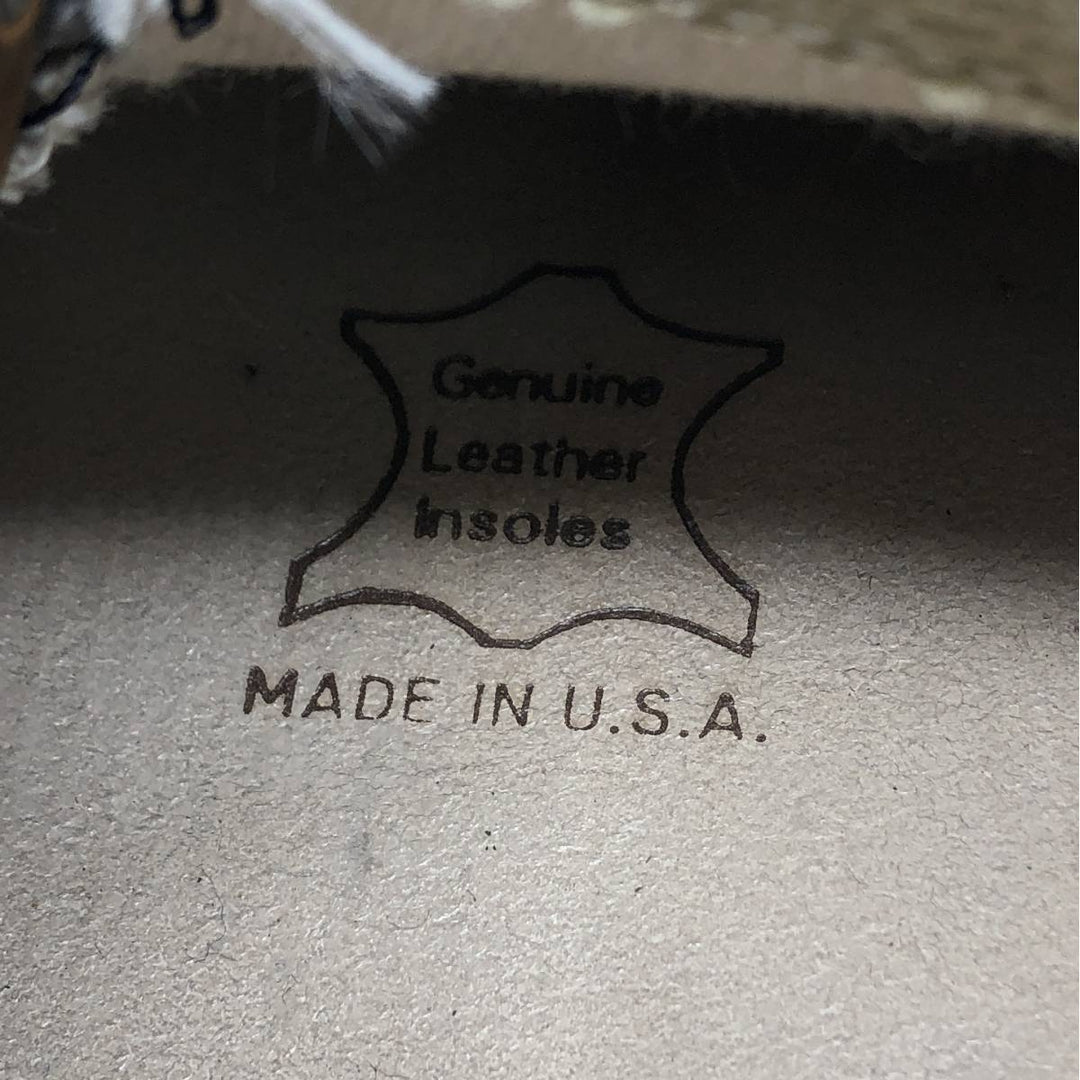 Genuine
Leather
Insoles
MADE IN U.S.A.